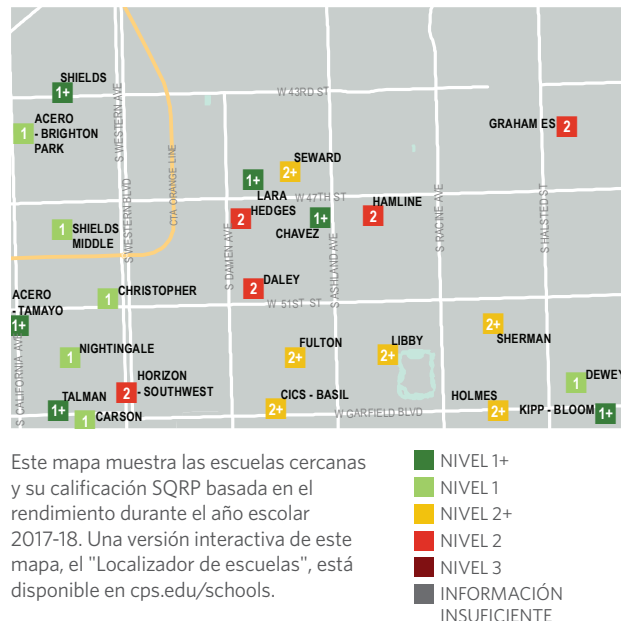 SHIELDS
1+
W 43RD ST
ACERO
- BRIGHTON
PARK
1
S WESTERN AVE
GRAHAM ES
2
SEWARD
2+
1+
LARA
W 47TH ST
HEDGES
2
CHAVEZ
1+
HAMLINE
2
SHIELDS
MIDDLE
1
S WESTERN BLVD
CTA ORANGE LINE
S DAMEN AVE
S ASHLAND AVE
S RACINE AVE
S HALSTED ST.
DALEY
2
CHRISTOPHER
1
ACERO
- TAMAYO
1+
W 51ST ST
SHERMAN
2+
S CALIFORNIA AVE
NIGHTINGALE
1
FULTON
2+
LIBBY
2+
HORIZON
- SOUTHWEST
2
DEWEY
1
TALMAN
1+
CARSON
1
CICS - BASIL
2+
W GARFIELD BLVD
HOLMES
2+
KIPP - BLOOM
1+
Este mapa muestra las escuelas cercanas
y su calificación SQRP basada en el
rendimiento durante el año escolar
2017-18. Una versión interactiva de este
mapa, el "Localizador de escuelas", está
disponible en cps.edu/schools.
NIVEL 1+
NIVEL 1
NIVEL 2+
NIVEL 2
NIVEL 3
INFORMACIÓN
INSUFICIENTE